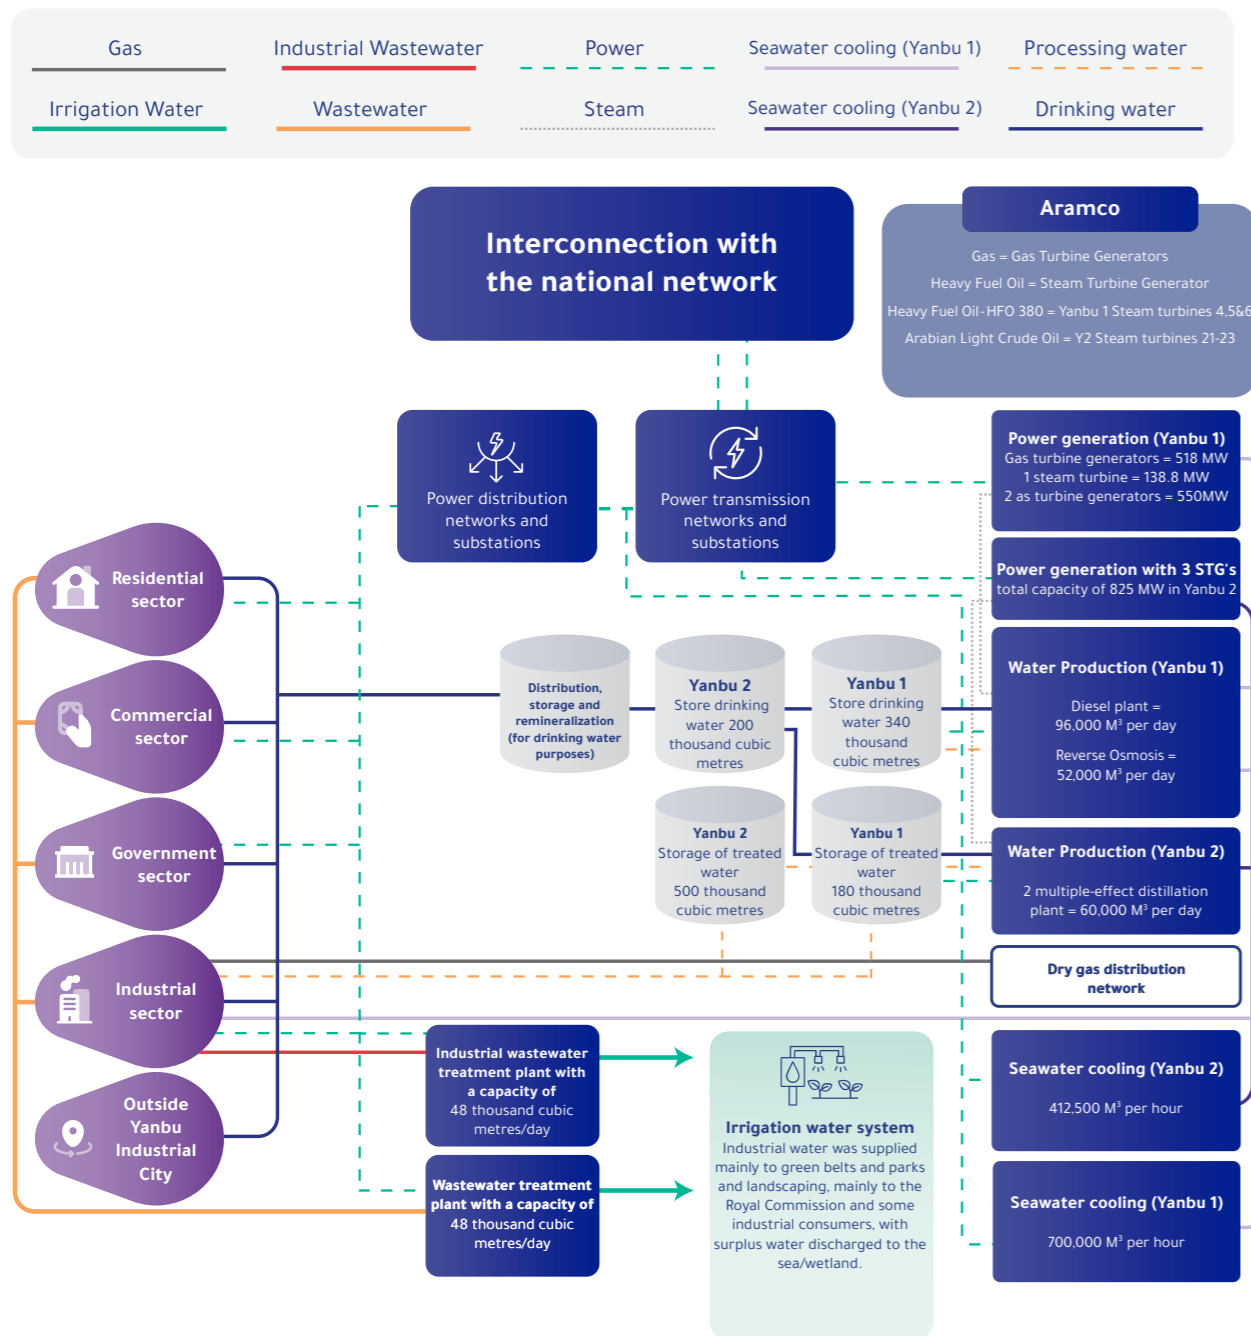 Gas
Industrial Wastewater
Power
Seawater cooling (Yanbu 1)
Processing water
Irrigation Water
Wastewater
Steam
Seawater cooling (Yanbu 2)
Drinking water
Interconnection with
the national network
Aramco
Gas = Gas Turbine Generators
Heavy Fuel Oil = Steam Turbine Generator
Heavy Fuel Oil-HFO 380 = Yanbu 1 Steam turbines 4,5&6
Arabian Light Crude Oil = Y2 Steam turbines 21-23
Power distribution
networks and
substations
Power transmission
networks and
substations
Power generation (Yanbu 1)
Gas turbine generators = 518 MW
1 steam turbine = 138.8 MW
2 as turbine generators = 550MW
Power generation with 3 STG's
total capacity of 825 MW in Yanbu 2
Residential
sector
Commercial
sector
Government
sector
Industrial
sector
Outside
Yanbu
Industrial
City
Distribution,
storage and
remineralization
(for drinking water
purposes)
Yanbu 2
Store drinking
water 200
thousand cubic
metres
Yanbu 1
Store drinking
water 340
thousand
cubic metres
Water Production (Yanbu 1)
Diesel plant =
96,000 M³ per day
Reverse Osmosis =
52,000 M³ per day
Yanbu 2
Storage of treated
water
500 thousand
cubic metres
Yanbu 1
Storage of treated
water
180 thousand
cubic metres
Water Production (Yanbu 2)
2 multiple-effect distillation
plant = 60,000 M³ per day
Dry gas distribution
network
Industrial wastewater
treatment plant with
a capacity of
48 thousand cubic
metres/day
Wastewater treatment
plant with a capacity of
48 thousand cubic
metres/day
Irrigation water system
Industrial water was supplied
mainly to green belts and parks
and landscaping, mainly to the
Royal Commission and some
industrial consumers, with
surplus water discharged to the
sea/wetland.
Seawater cooling (Yanbu 2)
412,500 M³ per hour
Seawater cooling (Yanbu 1)
700,000 M³ per hour